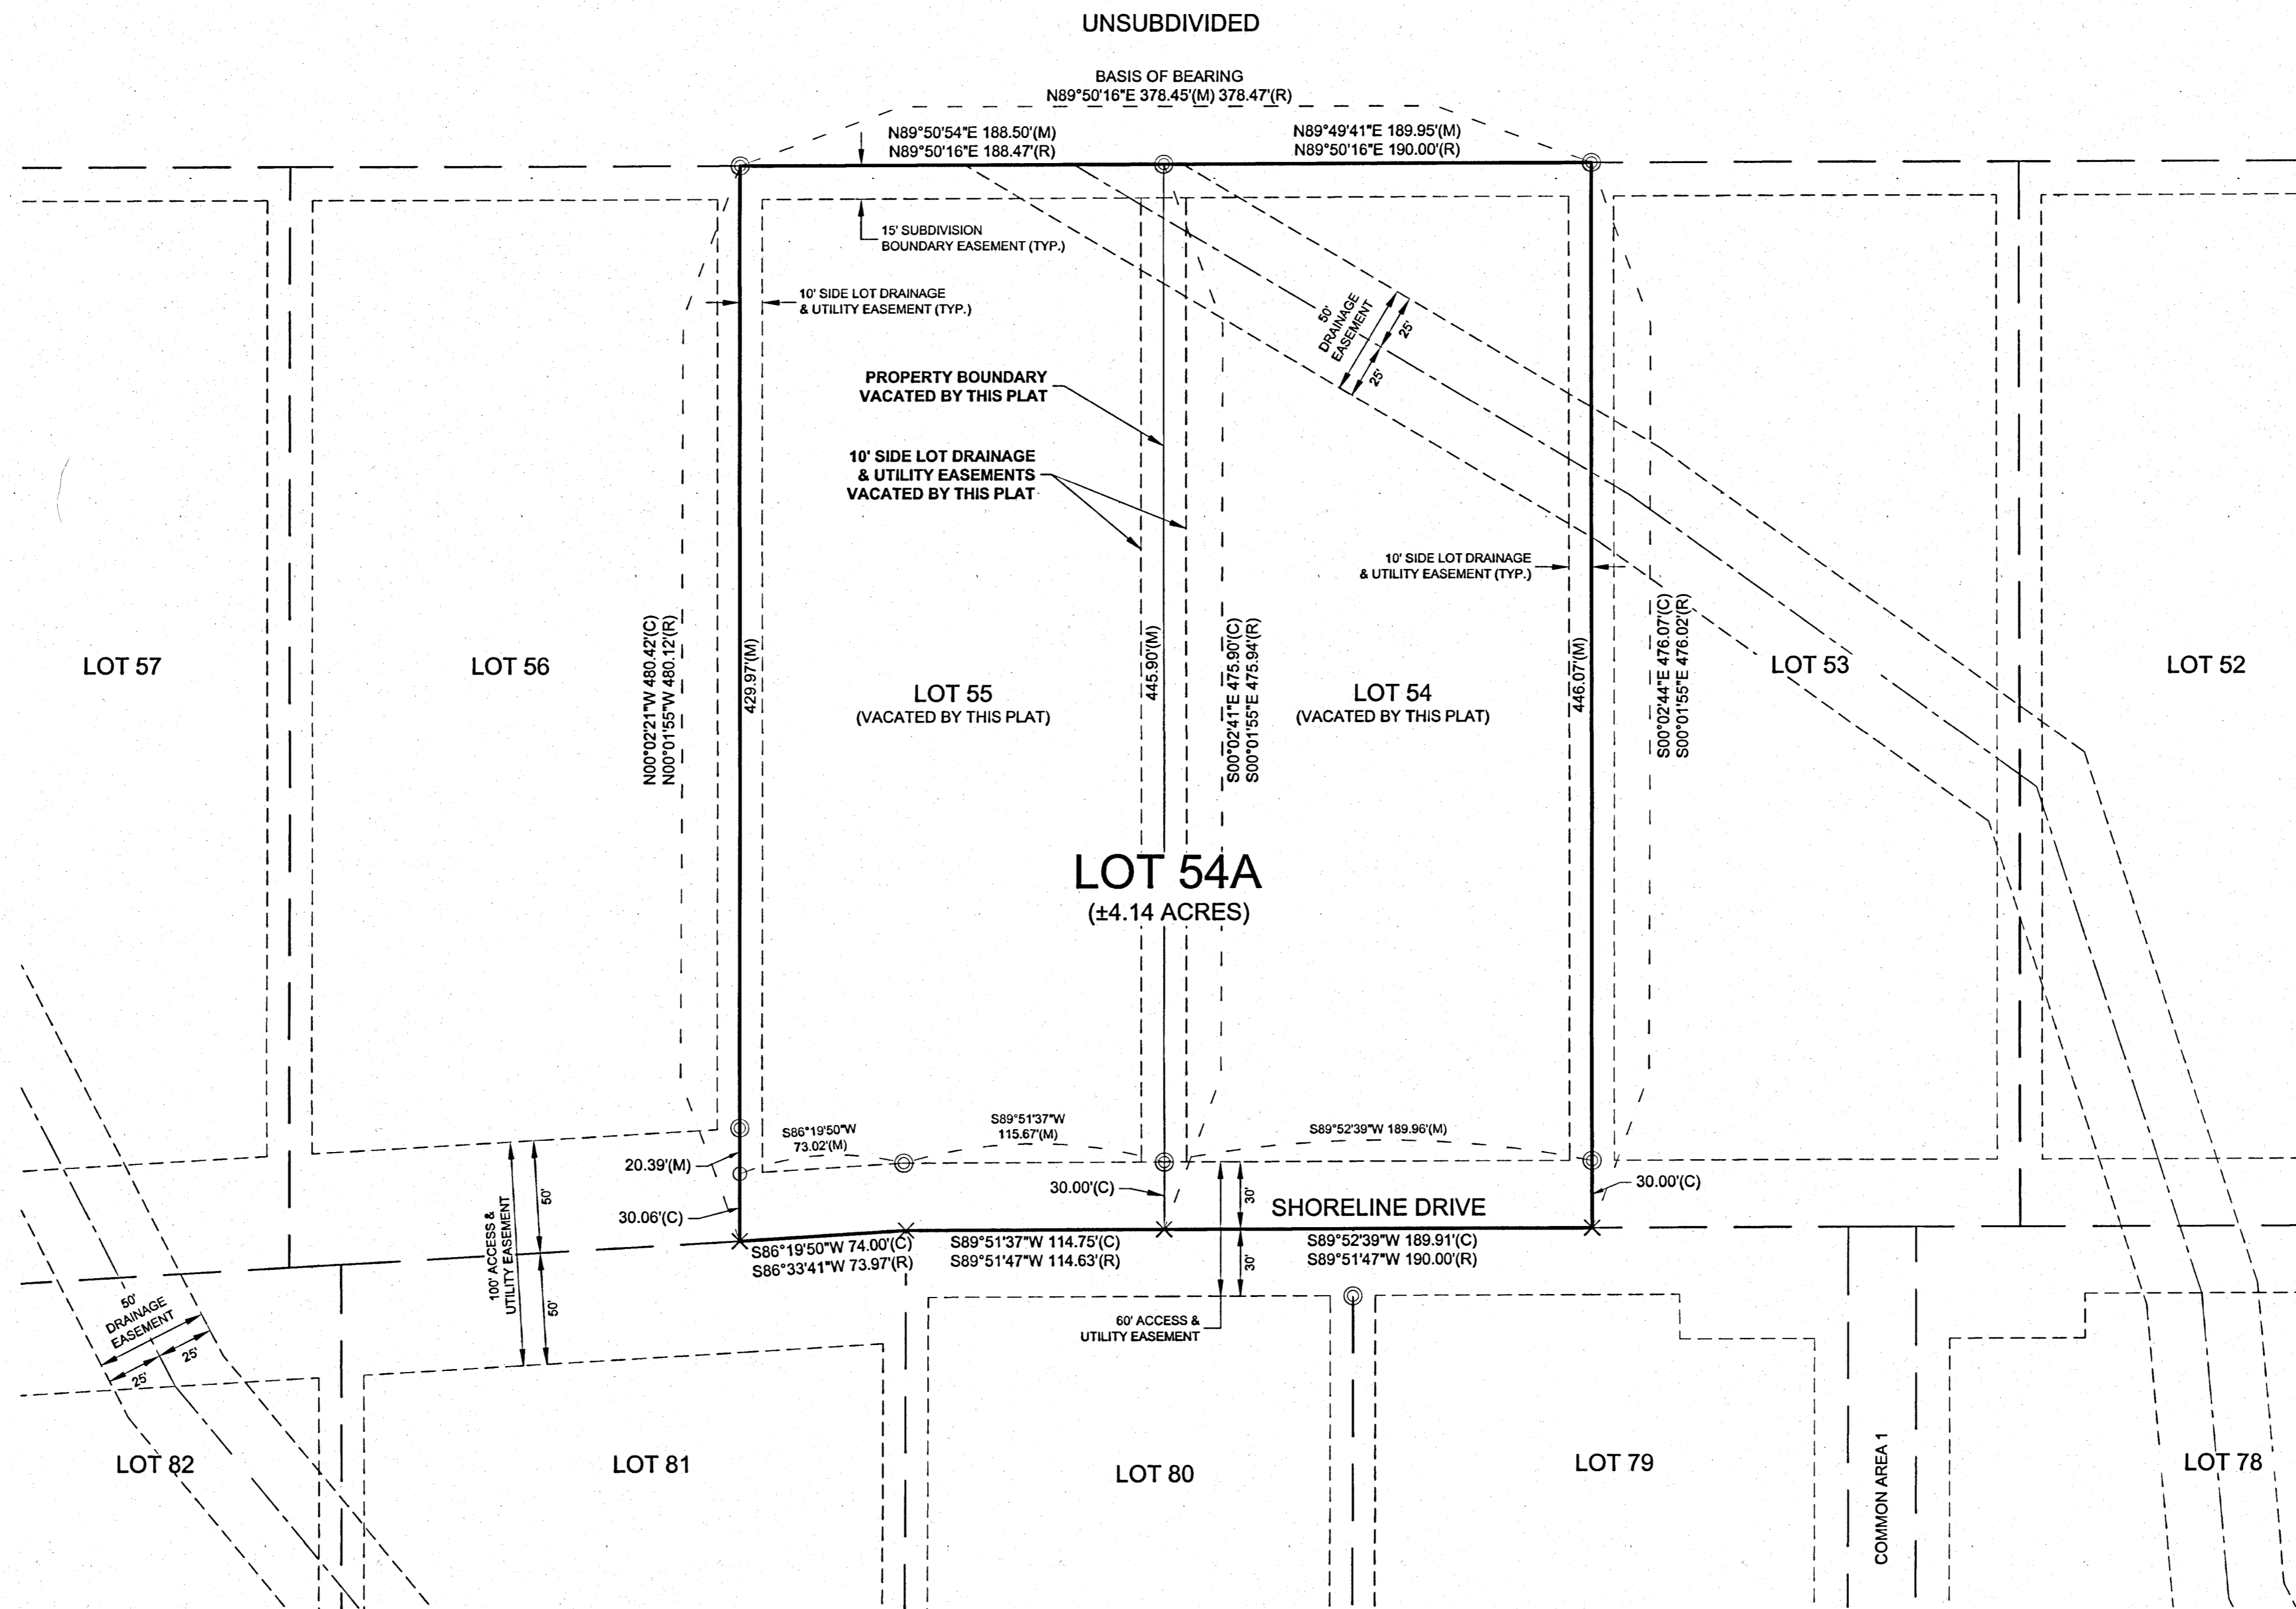 UNSUBDIVIDED
BASIS OF BEARING
N89°50'16"E 378.45'(M) 378.47'(R)
N89°50'54"E 188.50'(M)
N89°50'16"E 188.47'(R)
N89°49'41"E 189.95'(M)
N89°50'16"E 190.00'(R)
15' SUBDIVISION
BOUNDARY EASEMENT (TYP.)
10' SIDE LOT DRAINAGE
& UTILITY EASEMENT (TYP.)
50'
DRAINAGE
EASEMENT
25'
25'
PROPERTY BOUNDARY
VACATED BY THIS PLAT
10' SIDE LOT DRAINAGE
& UTILITY EASEMENTS
VACATED BY THIS PLAT
10' SIDE LOT DRAINAGE
& UTILITY EASEMENT (TYP.)
LOT 57
LOT 56
N00°02'21"W 480.42'(C)
N00°01'55"W 480.12'(R)
429.97'(M)
LOT 55
(VACATED BY THIS PLAT)
445.90'(M)
S00°02'41"E 475.90'(C)
S00°01'55"E 475.94'(R)
LOT 54
(VACATED BY THIS PLAT)
446.07'(M)
S00°02'44"E 476.07'(C)
S00°01'55"E 476.02'(R)
LOT 53
LOT 52
LOT 54A
(±4.14 ACRES)
S86°19'50"W
73.02'(M)
S89°51'37"W
115.67'(M)
S89°52'39"W 189.96'(M)
20.39'(M)
30.06'(C)
30.00'(C)
30'
SHORELINE DRIVE
30.00'(C)
100' ACCESS &
UTILITY EASEMENT
50'
50'
S86°19'50"W 74.00'(C)
S86°33'41"W 73.97'(R)
S89°51'37"W 114.75'(C)
S89°51'47"W 114.63'(R)
30'
S89°52'39"W 189.91'(C)
S89°51'47"W 190.00'(R)
60' ACCESS &
UTILITY EASEMENT
50'
DRAINAGE
EASEMENT
25'
25'
LOT 82
LOT 81
LOT 80
LOT 79
COMMON AREA 1
LOT 78